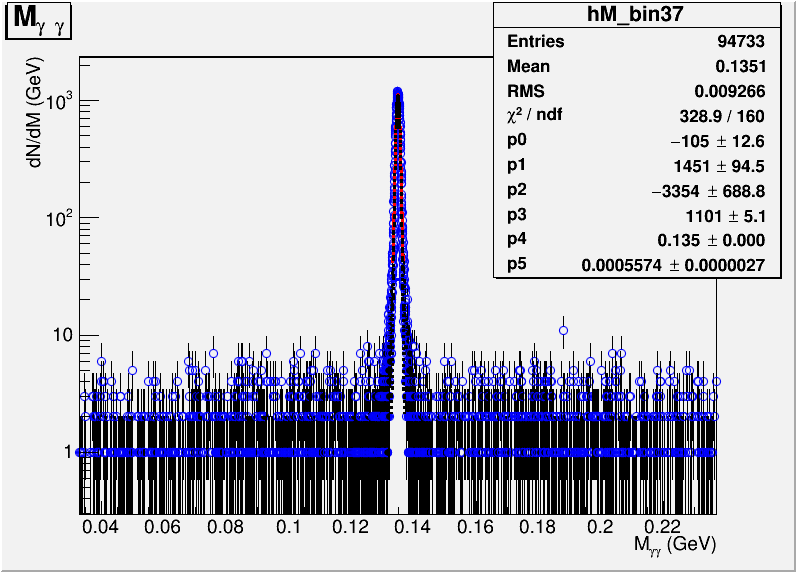 M γ γ
hM_bin37
Entries 94733
Mean 0.1351
RMS 0.009266
χ² / ndf 328.9 / 160
p0 −105 ± 12.6
p1 1451 ± 94.5
p2 −3354 ± 688.8
p3 1101 ± 5.1
p4 0.135 ± 0.000
p5 0.0005574 ± 0.0000027
dN/dM (GeV)
10³
10²
10
1
0.04 0.06 0.08 0.1 0.12 0.14 0.16 0.18 0.2 0.22
Mγγ (GeV)